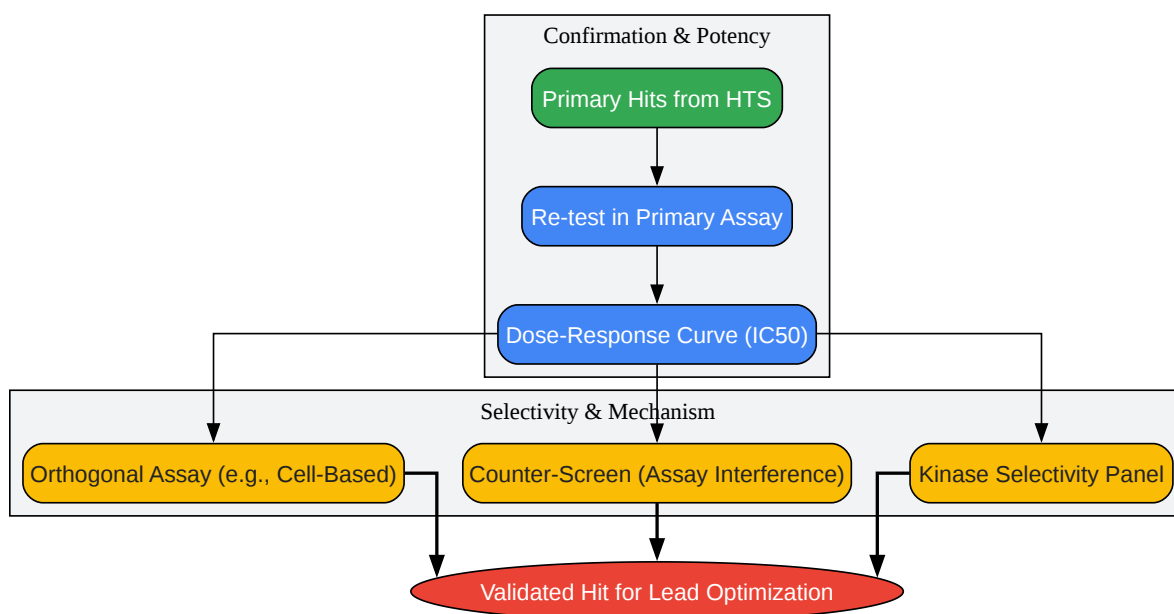 Confirmation & Potency
Primary Hits from HTS
Re-test in Primary Assay
Dose-Response Curve (IC50)
Selectivity & Mechanism
Orthogonal Assay (e.g., Cell-Based)
Counter-Screen (Assay Interference)
Kinase Selectivity Panel
Validated Hit for Lead Optimization